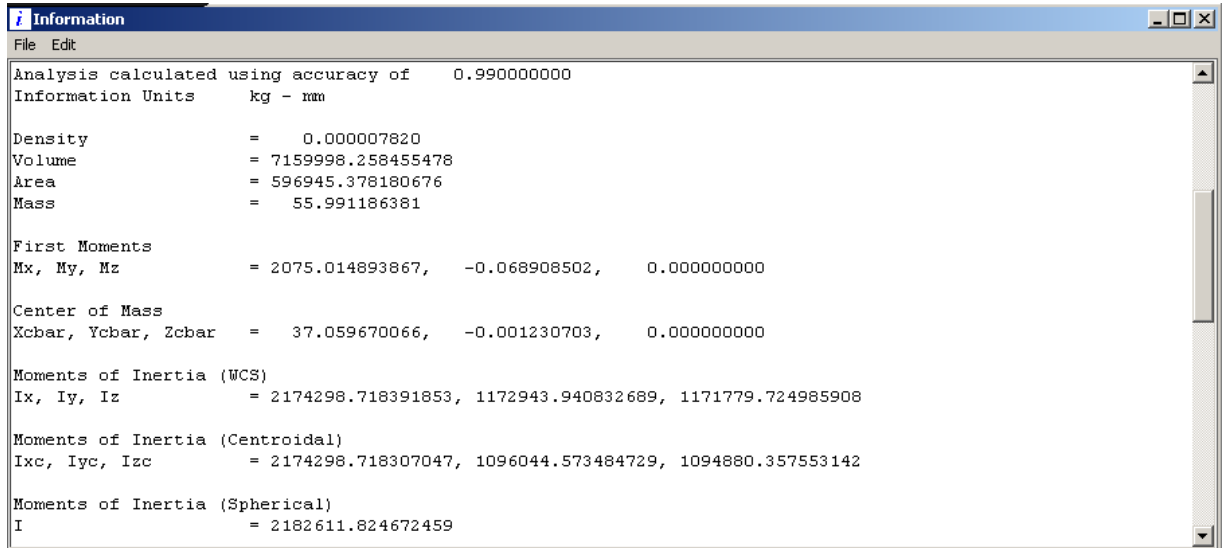 i Information
File Edit
Analysis calculated using accuracy of    0.990000000
Information Units      kg - mm
Density                =    0.000007820
Volume                 = 7159998.258455478
Area                   = 596945.378180676
Mass                   =   55.991186381
First Moments
Mx, My, Mz             = 2075.014893867,   -0.068908502,    0.000000000
Center of Mass
Xcbar, Ycbar, Zcbar    =   37.059670066,   -0.001230703,    0.000000000
Moments of Inertia (WCS)
Ix, Iy, Iz             = 2174298.718391853, 1172943.940832689, 1171779.724985908
Moments of Inertia (Centroidal)
Ixc, Iyc, Izc          = 2174298.718307047, 1096044.573484729, 1094880.357553142
Moments of Inertia (Spherical)
I                      = 2182611.824672459